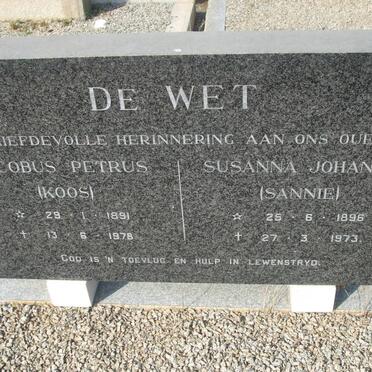 DE WET
IEFDEVOLLE HERINNERING AAN ONS OUE
COBUS PETRUS
(KOOS)
☆ 29 · 1 · 1891
✝ 13 · 6 · 1978
SUSANNA JOHAN
(SANNIE)
☆ 25 · 6 · 1896
✝ 27 · 3 · 1973.
GOD IS 'N TOEVLUG EN HULP IN LEWENSTRYD.